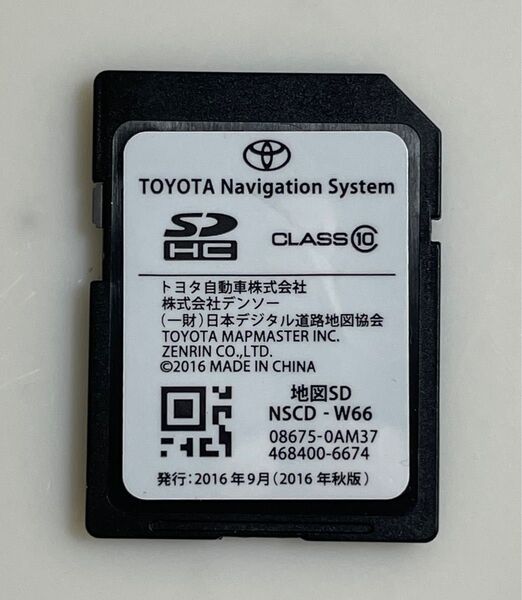 TOYOTA Navigation System
SD
HC
CLASS 10
トヨタ自動車株式会社
株式会社デンソー
(一財)日本デジタル道路地図協会
TOYOTA MAPMASTER INC.
ZENRIN CO.,LTD.
©2016 MADE IN CHINA
地図SD
NSCD - W66
08675-0AM37
468400-6674
発行:2016年9月(2016年秋版)